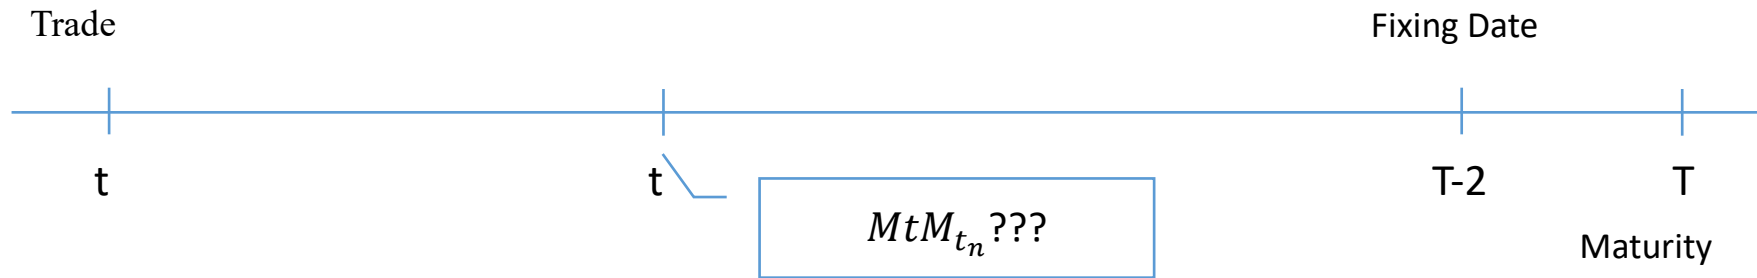 Trade
Fixing Date
t
t
T-2
T
$MtM_{t_n}$???
Maturity